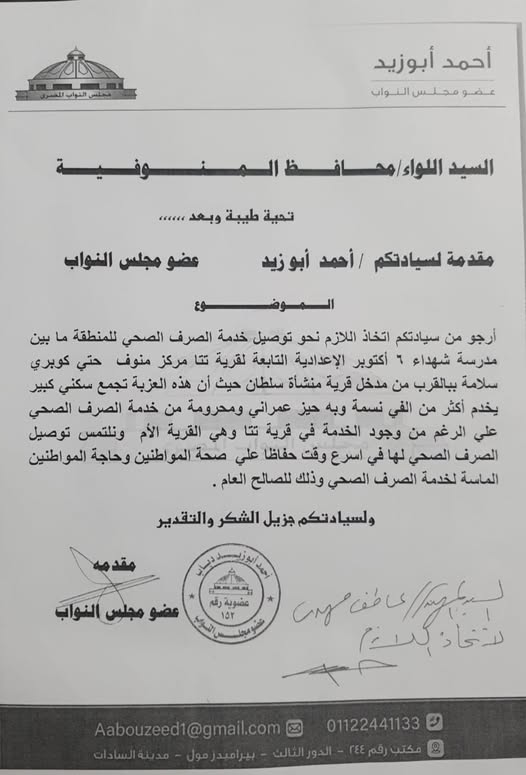 أحمد أبوزيد
عضو مجلس النواب
مجلس النواب المصرى
السيد اللواء/محافظ المنوفية
تحية طيبة وبعد ،،،،،،
مقدمة لسيادتكم / أحمد أبو زيد عضو مجلس النواب
الموضوع
أرجو من سيادتكم اتخاذ اللازم نحو توصيل خدمة الصرف الصحي للمنطقة ما بين
مدرسة شهداء ٦ أكتوبر الإعدادية التابعة لقرية تتا مركز منوف حتي كوبري
سلامة ببالقرب من مدخل قرية منشأة سلطان حيث أن هذه العزبة تجمع سكني كبير
يخدم أكثر من الفي نسمة وبه حيز عمراني ومحرومة من خدمة الصرف الصحي
علي الرغم من وجود الخدمة في قرية تتا وهي القرية الأم ونلتمس توصيل
الصرف الصحي لها في اسرع وقت حفاظا علي صحة المواطنين وحاجة المواطنين
الماسة لخدمة الصرف الصحي وذلك للصالح العام .
ولسيادتكم جزيل الشكر والتقدير
مقدمه
عضو مجلس النواب
أحمد أبوزيد دياب
عضوية رقم
١٥٢
عضو مجلس النواب
السيد المهندس / عاطف
لاتخاذ اللازم
01122441133
Aabouzeed1@gmail.com
مكتب رقم ٢٤٤ - الدور الثالث - بيراميدز مول - مدينة السادات